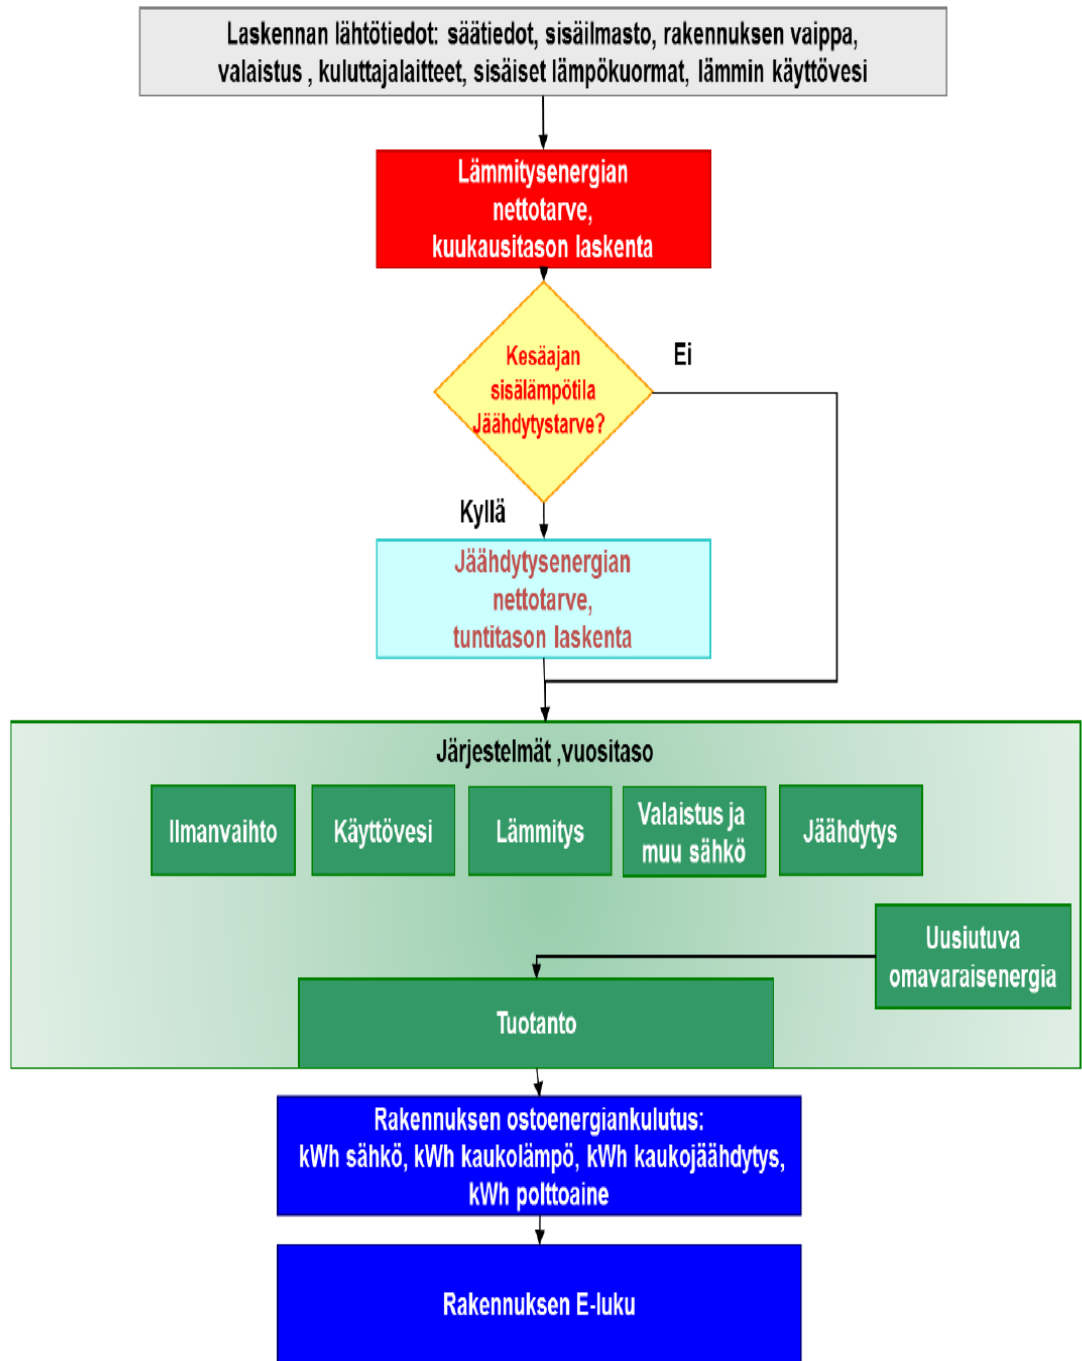 Laskennan lähtötiedot: säätiedot, sisäilmasto, rakennuksen vaippa,
valaistus , kuluttajalaitteet, sisäiset lämpökuormat, lämmin käyttövesi
Lämmitysenergian
nettotarve,
kuukausitason laskenta
Kesäajan
sisälämpötila
Jäähdytystarve?
Ei
Kyllä
Jäähdytysenergian
nettotarve,
tuntitason laskenta
Järjestelmät ,vuositaso
Ilmanvaihto
Käyttövesi
Lämmitys
Valaistus ja
muu sähkö
Jäähdytys
Uusiutuva
omavaraisenergia
Tuotanto
Rakennuksen ostoenergiankulutus:
kWh sähkö, kWh kaukolämpö, kWh kaukojäähdytys,
kWh polttoaine
Rakennuksen E-luku